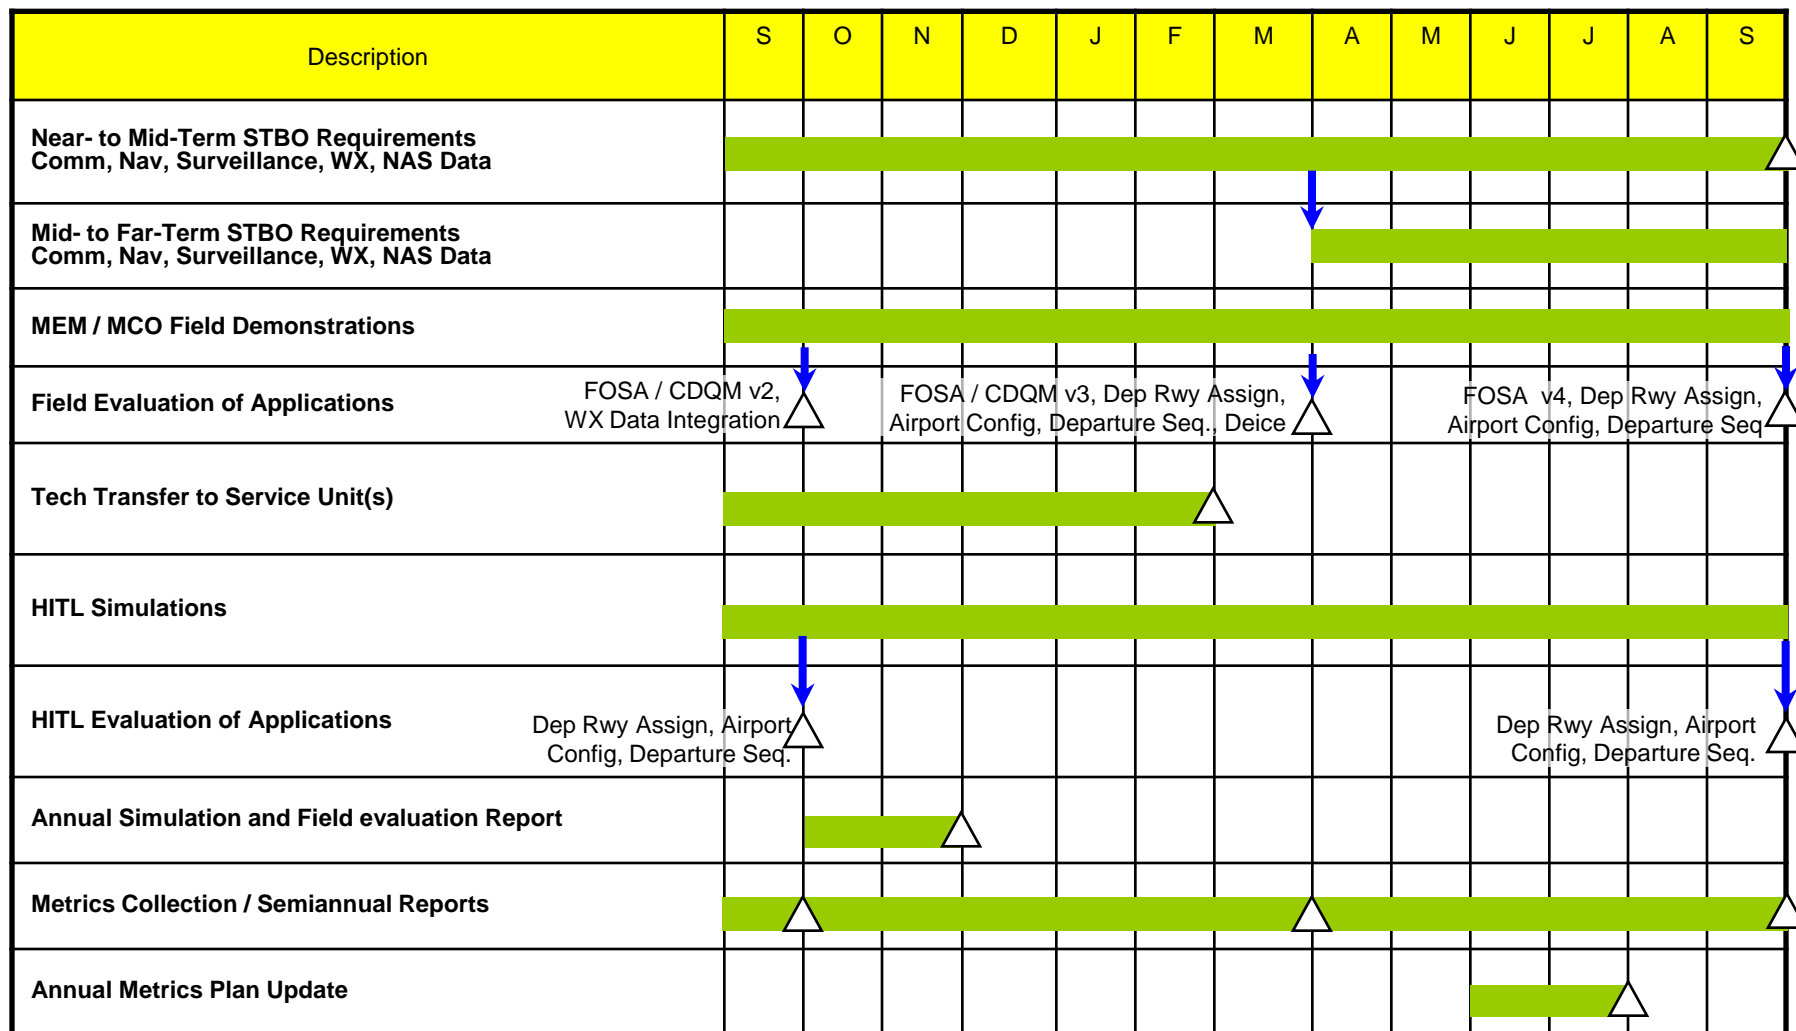 Description
S O N D J F M A M J J A S
Near- to Mid-Term STBO Requirements
Comm, Nav, Surveillance, WX, NAS Data
Mid- to Far-Term STBO Requirements
Comm, Nav, Surveillance, WX, NAS Data
MEM / MCO Field Demonstrations
Field Evaluation of Applications
FOSA / CDQM v2,
WX Data Integration
FOSA / CDQM v3, Dep Rwy Assign,
Airport Config, Departure Seq., Deice
FOSA v4, Dep Rwy Assign,
Airport Config, Departure Seq
Tech Transfer to Service Unit(s)
HITL Simulations
HITL Evaluation of Applications
Dep Rwy Assign, Airport
Config, Departure Seq.
Dep Rwy Assign, Airport
Config, Departure Seq.
Annual Simulation and Field evaluation Report
Metrics Collection / Semiannual Reports
Annual Metrics Plan Update